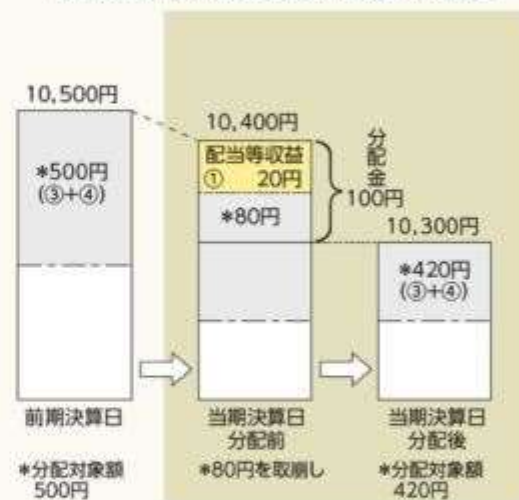 10,500円
*500円
(③+④)
前期決算日
*分配対象額
500円
10,400円
配当等収益
① 20円
*80円
分配金
100円
当期決算日
分配前
*80円を取崩し
10,300円
*420円
(③+④)
当期決算日
分配後
*分配対象額
420円